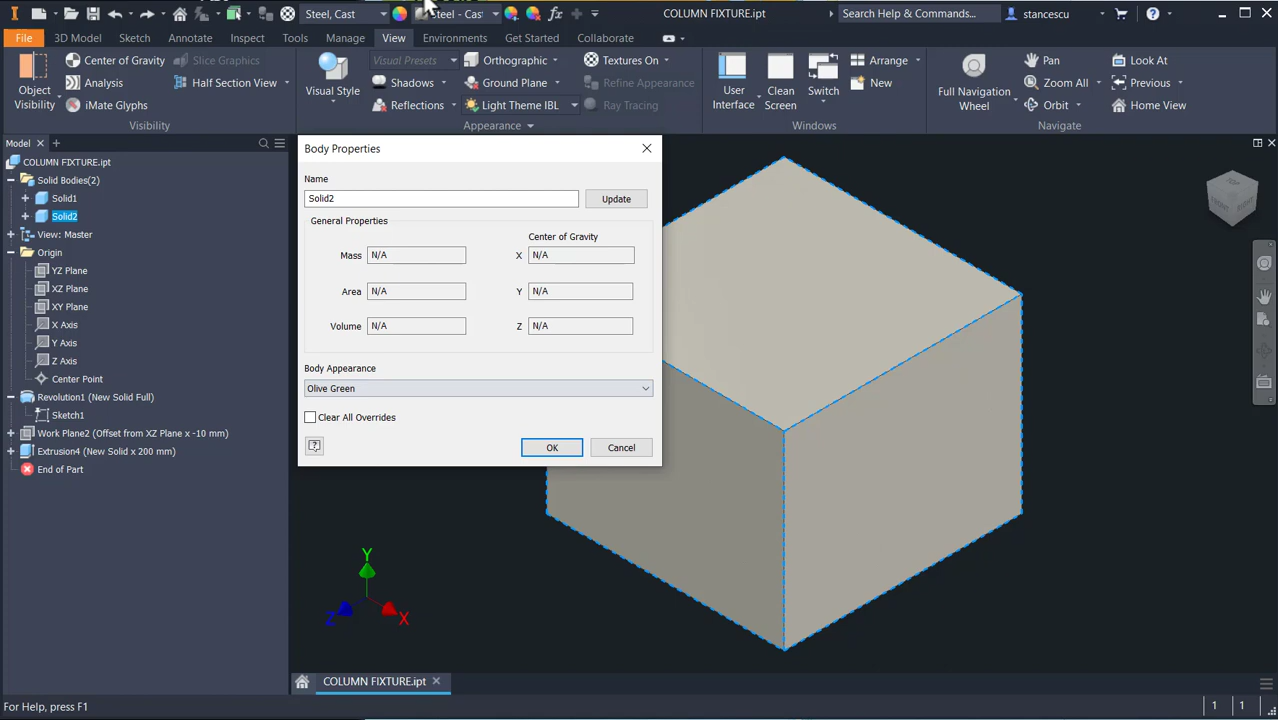 Steel, Cast
Steel - Cast
COLUMN FIXTURE.ipt
Search Help & Commands...
stancescu
File 3D Model Sketch Annotate Inspect Tools Manage View Environments Get Started Collaborate
Object Visibility
Center of Gravity
Analysis
iMate Glyphs
Slice Graphics
Half Section View
Visibility
Visual Style
Visual Presets
Shadows
Reflections
Orthographic
Ground Plane
Light Theme IBL
Textures On
Refine Appearance
Ray Tracing
Appearance
User Interface
Clean Screen
Switch
Arrange
New
Windows
Full Navigation Wheel
Pan
Zoom All
Orbit
Look At
Previous
Home View
Navigate
Model
COLUMN FIXTURE.ipt
Solid Bodies(2)
Solid1
Solid2
View: Master
Origin
YZ Plane
XZ Plane
XY Plane
X Axis
Y Axis
Z Axis
Center Point
Revolution1 (New Solid Full)
Sketch1
Work Plane2 (Offset from XZ Plane x -10 mm)
Extrusion4 (New Solid x 200 mm)
End of Part
Body Properties
Name
Solid2
Update
General Properties
Center of Gravity
Mass N/A X N/A
Area N/A Y N/A
Volume N/A Z N/A
Body Appearance
Olive Green
Clear All Overrides
OK Cancel
FRONT RIGHT
Y
Z
X
COLUMN FIXTURE.ipt
For Help, press F1
1 1